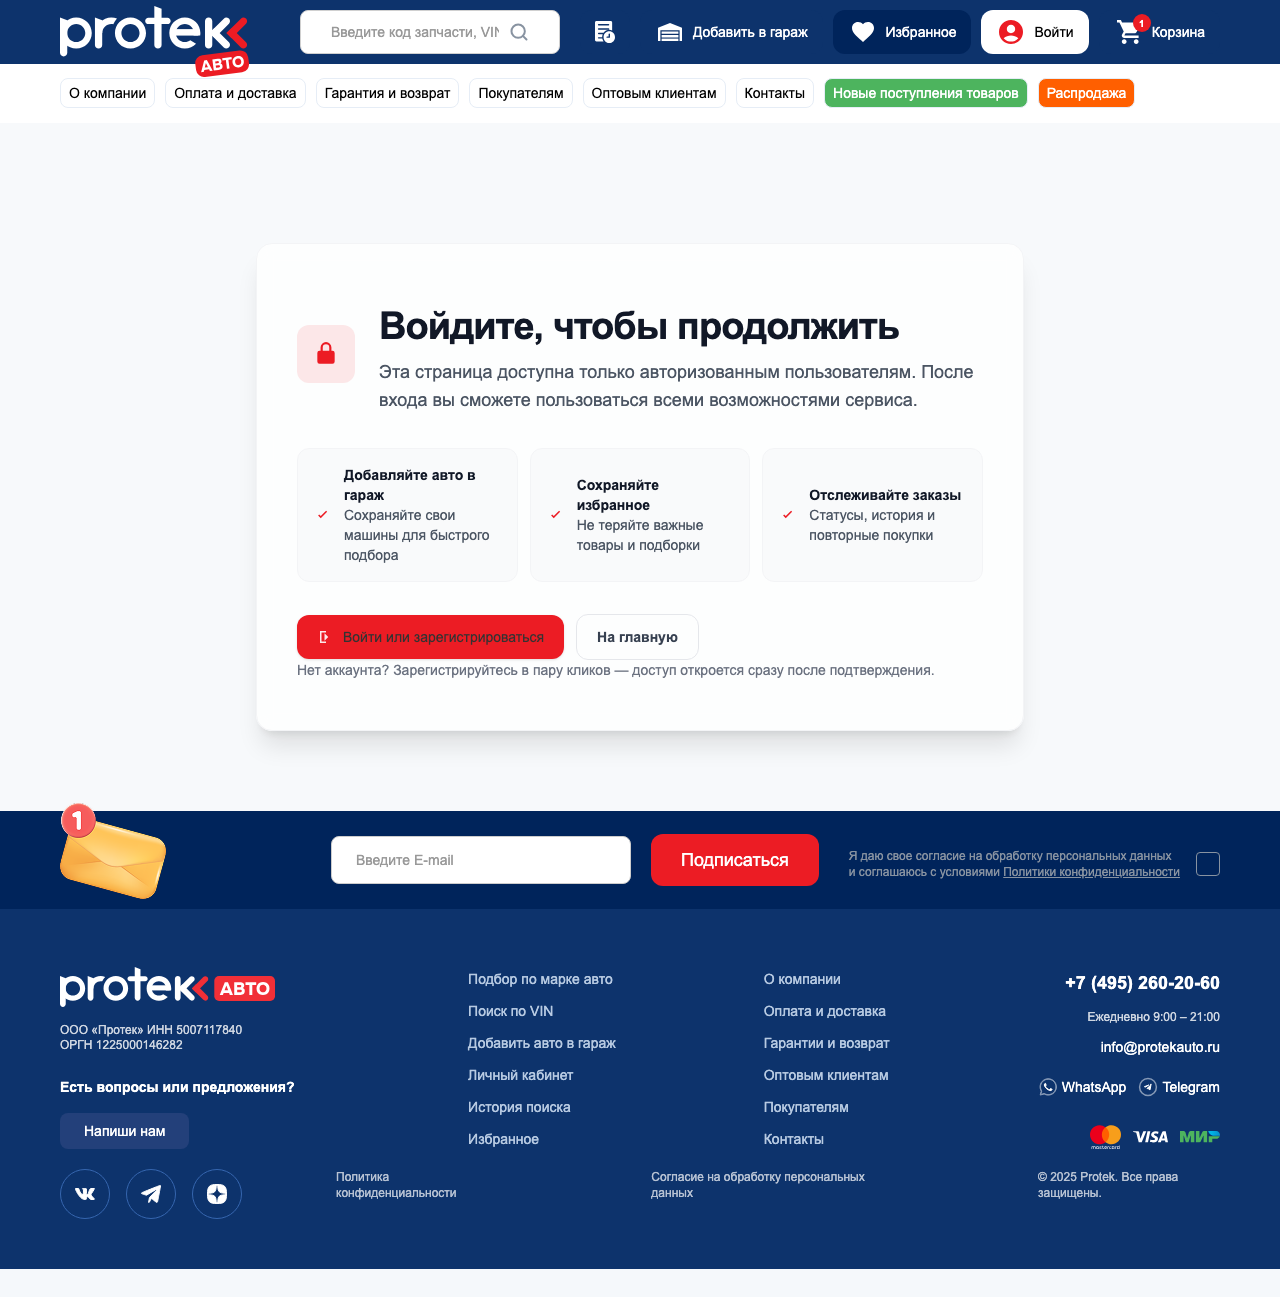 protek
АВТО
Введите код запчасти, VIN
Добавить в гараж
Избранное
Войти
1
Корзина
О компании
Оплата и доставка
Гарантия и возврат
Покупателям
Оптовым клиентам
Контакты
Новые поступления товаров
Распродажа
Войдите, чтобы продолжить
Эта страница доступна только авторизованным пользователям. После
входа вы сможете пользоваться всеми возможностями сервиса.
Добавляйте авто в
гараж
Сохраняйте свои
машины для быстрого
подбора
Сохраняйте
избранное
Не теряйте важные
товары и подборки
Отслеживайте заказы
Статусы, история и
повторные покупки
Войти или зарегистрироваться
На главную
Нет аккаунта? Зарегистрируйтесь в пару кликов — доступ откроется сразу после подтверждения.
1
Введите E-mail
Подписаться
Я даю свое согласие на обработку персональных данных
и соглашаюсь с условиями Политики конфиденциальности
protek АВТО
ООО «Протек» ИНН 5007117840
ОРГН 1225000146282
Есть вопросы или предложения?
Напиши нам
Подбор по марке авто
Поиск по VIN
Добавить авто в гараж
Личный кабинет
История поиска
Избранное
О компании
Оплата и доставка
Гарантии и возврат
Оптовым клиентам
Покупателям
Контакты
+7 (495) 260-20-60
Ежедневно 9:00 – 21:00
info@protekauto.ru
WhatsApp
Telegram
mastercard
VISA
МИР
Политика
конфиденциальности
Согласие на обработку персональных
данных
© 2025 Protek. Все права
защищены.